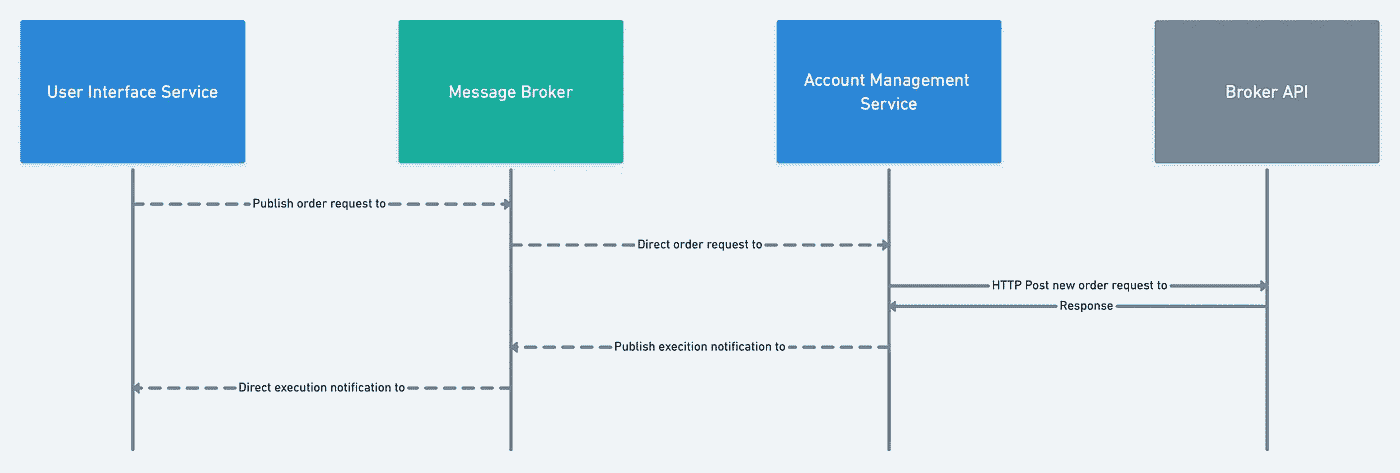 User Interface Service
Message Broker
Account Management
Service
Broker API
Publish order request to
Direct order request to
HTTP Post new order request to
Response
Publish execition notification to
Direct execution notification to